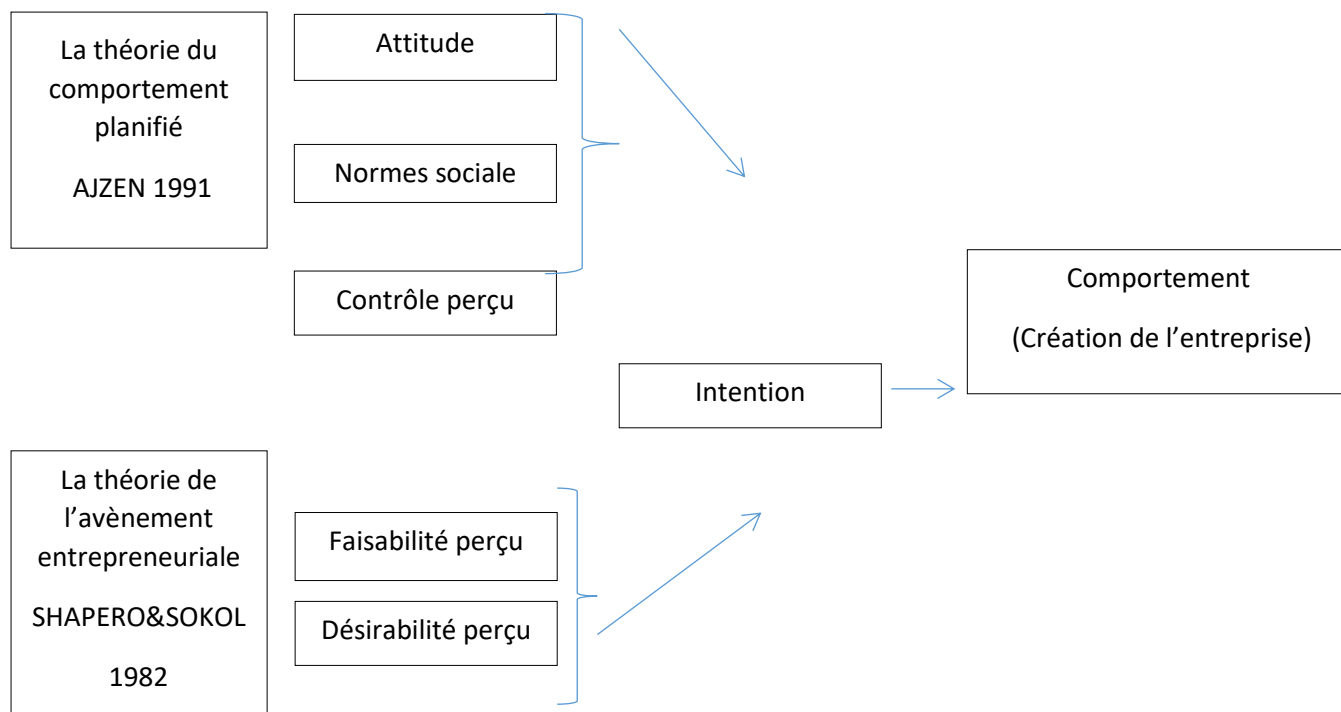 La théorie du
comportement
planifié
AJZEN 1991
Attitude
Normes sociale
Contrôle perçu
Comportement
(Création de l’entreprise)
Intention
La théorie de
l’avènement
entrepreneuriale
SHAPERO&SOKOL
1982
Faisabilité perçu
Désirabilité perçu